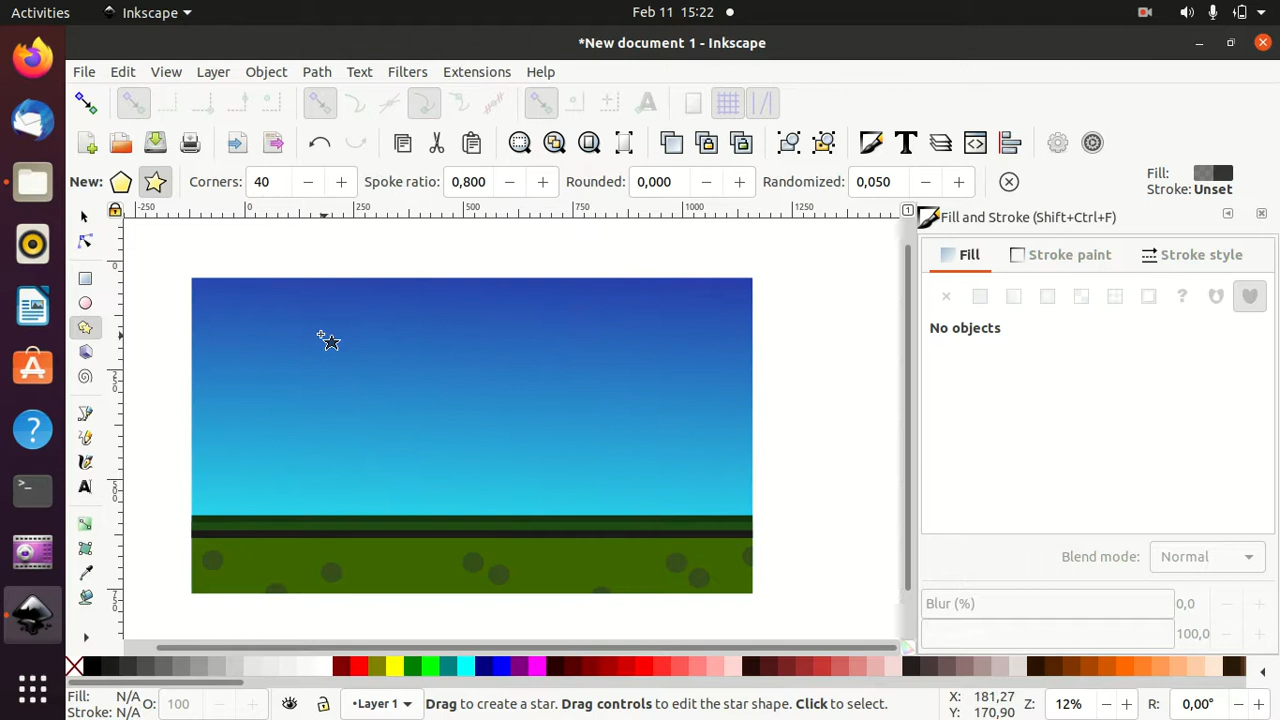 Activities
Inkscape
Feb 11 15:22
*New document 1 - Inkscape
File Edit View Layer Object Path Text Filters Extensions Help
New:
Corners: 40
Spoke ratio: 0,800
Rounded: 0,000
Randomized: 0,050
Fill:
Stroke: Unset
-250 0 250 500 750 1000 1250
Fill and Stroke (Shift+Ctrl+F)
Fill
Stroke paint
Stroke style
No objects
Blend mode: Normal
Blur (%) 0,0
100,0
Fill: N/A
Stroke: N/A
O: 100
•Layer 1
Drag to create a star. Drag controls to edit the star shape. Click to select.
X: 181,27
Y: 170,90
Z: 12%
R: 0,00°